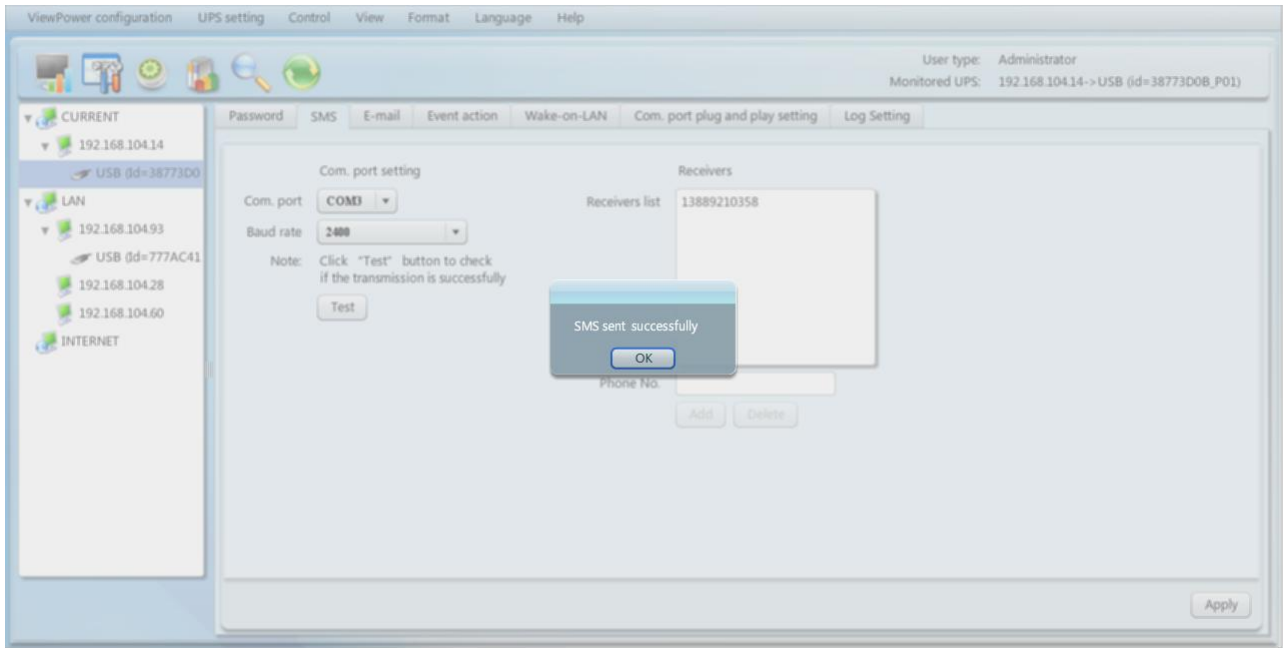 ViewPower configuration UPS setting Control View Format Language Help
User type: Administrator
Monitored UPS: 192.168.104.14->USB (id=38773D0B_P01)
CURRENT
192.168.104.14
USB (Id=38773D0
LAN
192.168.104.93
USB (Id=777AC41
192.168.104.28
192.168.104.60
INTERNET
Password SMS E-mail Event action Wake-on-LAN Com. port plug and play setting Log Setting
Com. port setting
Com. port COM3
Baud rate 2400
Note: Click "Test" button to check
if the transmission is successfully
Test
Receivers
Receivers list 13889210358
SMS sent successfully
OK
Phone No.
Add Delete
Apply